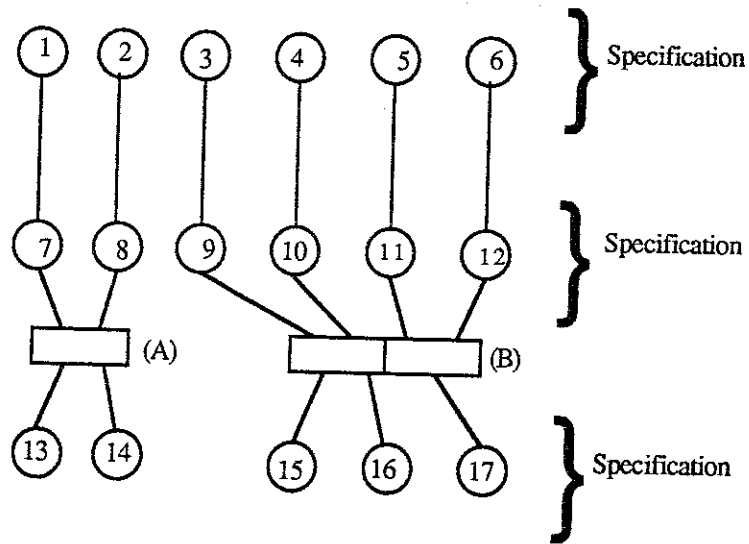 1 2 3 4 5 6 Specification
7 8 9 10 11 12 Specification
(A) (B)
13 14 15 16 17 Specification